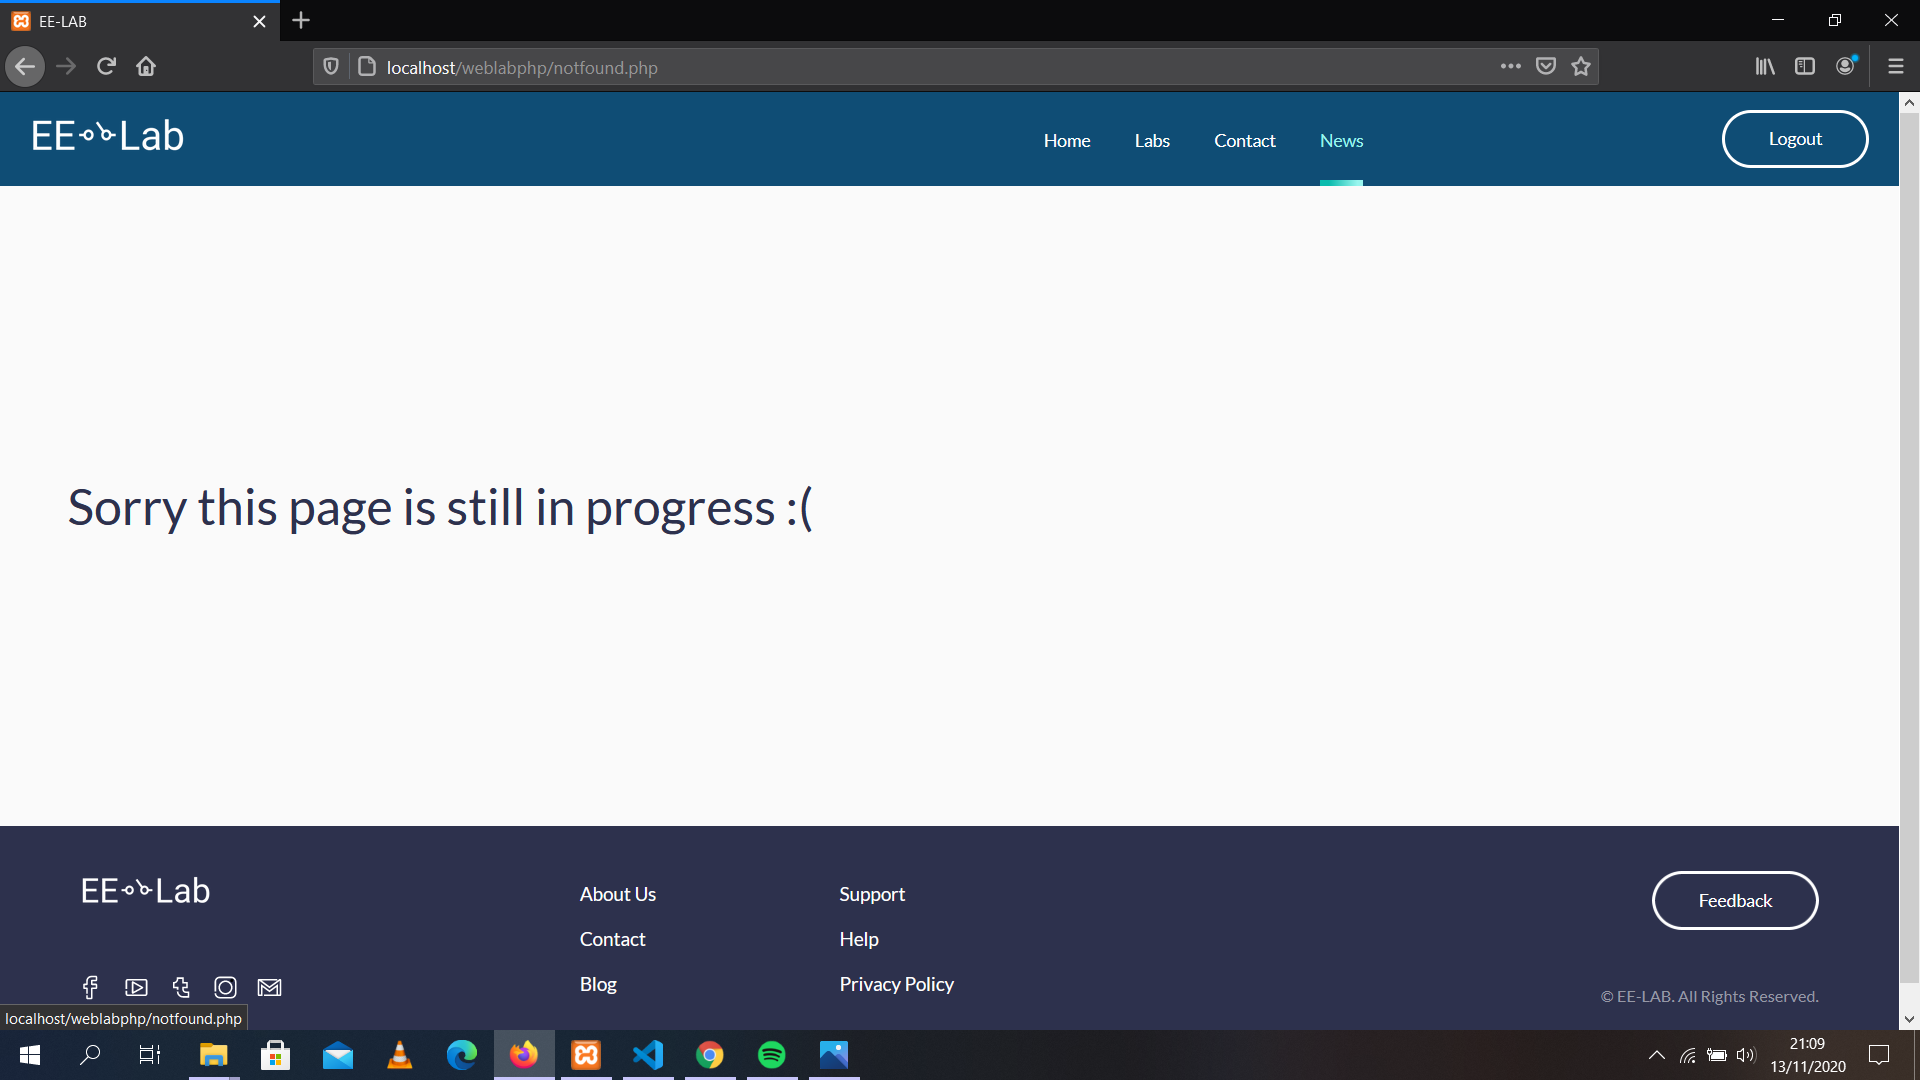 EE-LAB
localhost/weblabphp/notfound.php
EE Lab
Home
Labs
Contact
News
Logout
Sorry this page is still in progress :(
EE Lab
About Us
Support
Feedback
Contact
Help
Blog
Privacy Policy
© EE-LAB. All Rights Reserved.
localhost/weblabphp/notfound.php
21:09
13/11/2020